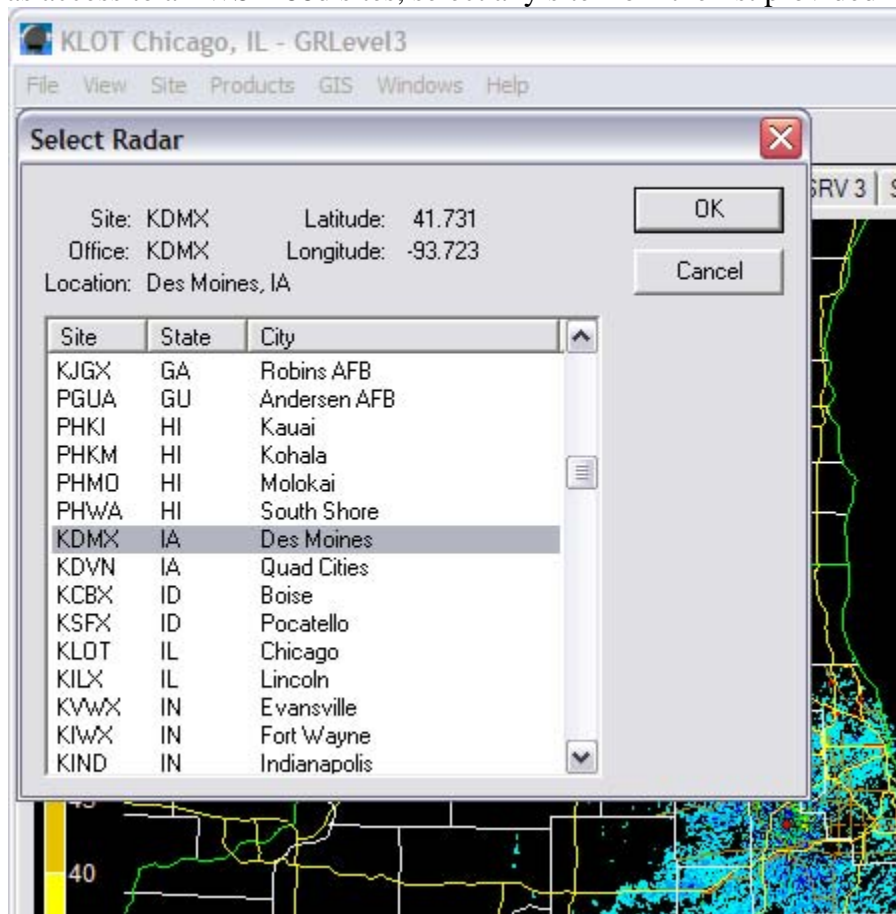 KLOT Chicago, IL - GRLevel3
File View Site Products GIS Windows Help
Select Radar
SRV 3
Site: KDMX Latitude: 41.731
OK
Office: KDMX Longitude: -93.723
Location: Des Moines, IA
Cancel
Site State City
KJGX GA Robins AFB
PGUA GU Andersen AFB
PHKI HI Kauai
PHKM HI Kohala
PHMO HI Molokai
PHWA HI South Shore
KDMX IA Des Moines
KDVN IA Quad Cities
KCBX ID Boise
KSFX ID Pocatello
KLOT IL Chicago
KILX IL Lincoln
KVWX IN Evansville
KIWX IN Fort Wayne
KIND IN Indianapolis
40